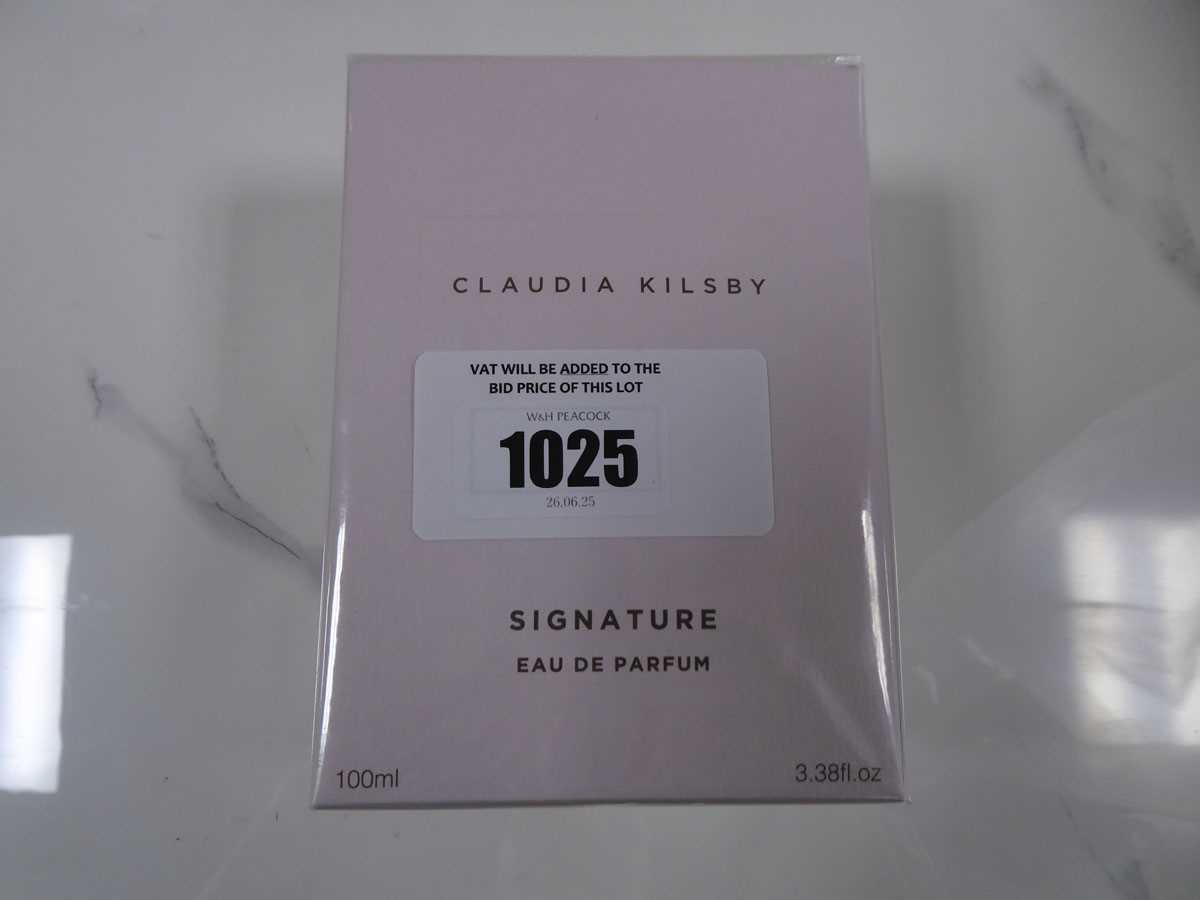 CLAUDIA KILSBY
VAT WILL BE ADDED TO THE
BID PRICE OF THIS LOT
W&H PEACOCK
1025
26.06.25
SIGNATURE
EAU DE PARFUM
100ml
3.38fl.oz